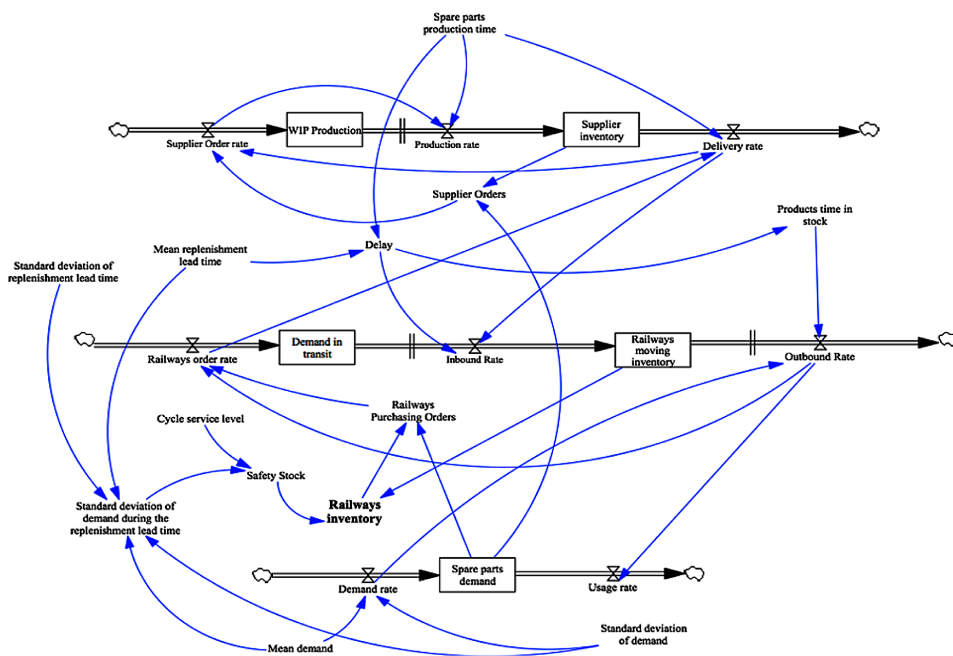 Spare parts
production time
WIP Production
Supplier
inventory
Supplier Order rate
Production rate
Delivery rate
Supplier Orders
Products time in
stock
Mean replenishment
lead time
Delay
Standard deviation of
replenishment lead time
Demand in
transit
Railways
moving
inventory
Railways order rate
Inbound Rate
Outbound Rate
Railways
Purchasing Orders
Cycle service level
Safety Stock
Railways
inventory
Standard deviation of
demand during the
replenishment lead time
Spare parts
demand
Demand rate
Usage rate
Mean demand
Standard deviation
of demand